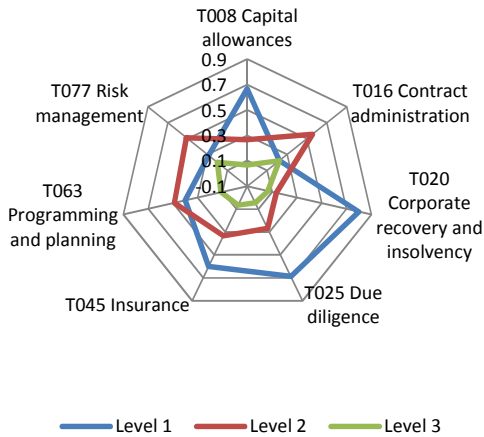 T008 Capital
allowances
0.9
0.7
0.5
0.3
0.1
-0.1
T077 Risk
management
T016 Contract
administration
T063
Programming
and planning
T020
Corporate
recovery and
insolvency
T045 Insurance
T025 Due
diligence
Level 1
Level 2
Level 3